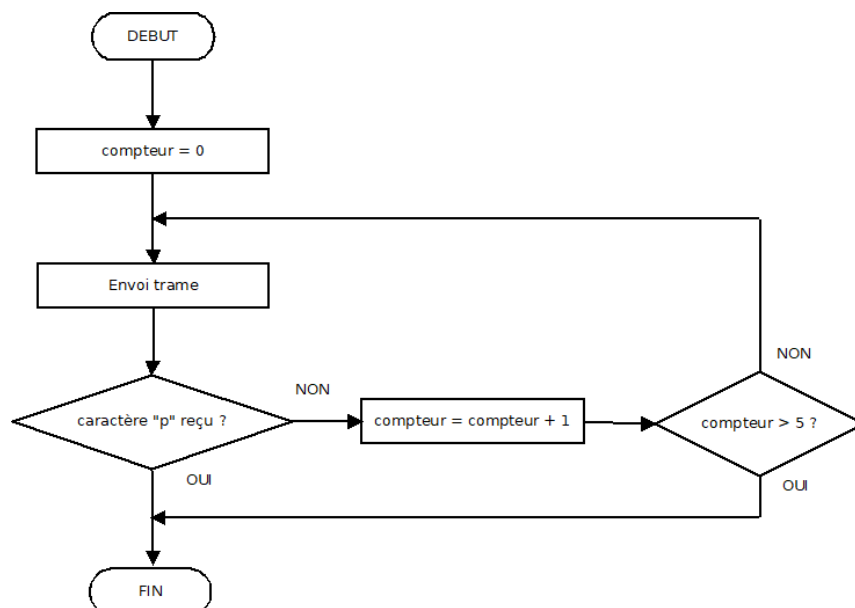 DEBUT
compteur = 0
Envoi trame
NON
NON
caractère "p" reçu ?
compteur = compteur + 1
compteur > 5 ?
OUI
OUI
FIN